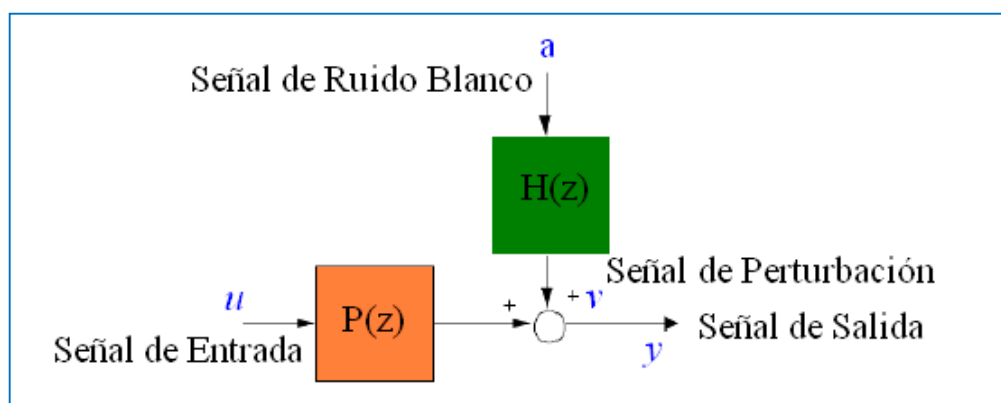 a
Señal de Ruido Blanco
H(z)
Señal de Perturbación
+ v
u
P(z)
+
Señal de Salida
Señal de Entrada
y